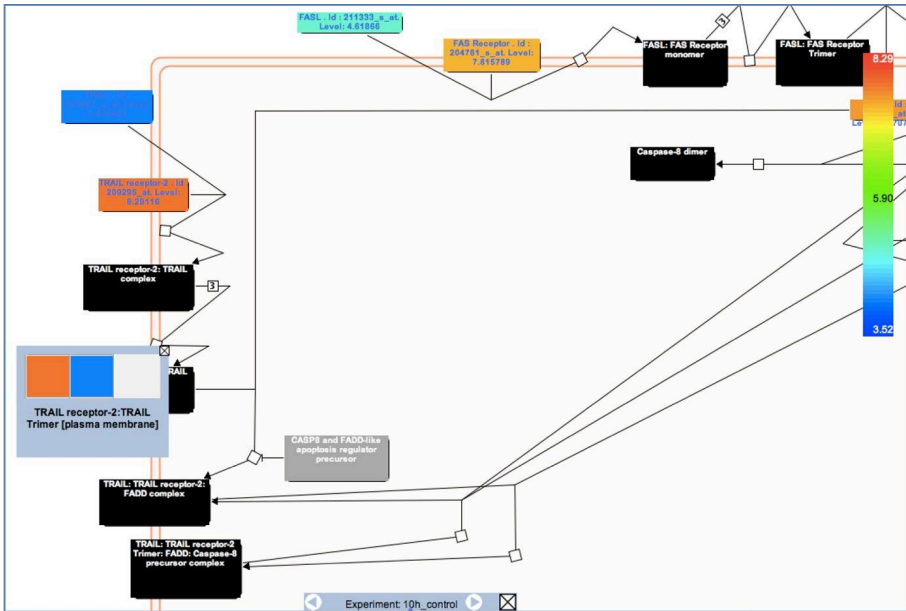 FASL . Id : 211333_s_at.
Level: 4.61866
FAS Receptor . Id :
204781_s_at. Level:
7.815789
FASL: FAS Receptor
monomer
3
FASL: FAS Receptor
Trimer
8.29
Caspase-8 dimer
TRAIL receptor-2 . Id
209295_at. Level:
5.90
TRAIL receptor-2: TRAIL
complex
3
3.52
TRAIL receptor-2:TRAIL
Trimer [plasma membrane]
CASP8 and FADD-like
apoptosis regulator
precursor
TRAIL: TRAIL receptor-2:
FADD complex
TRAIL: TRAIL receptor-2
Trimer: FADD: Caspase-8
precursor complex
Experiment: 10h_control